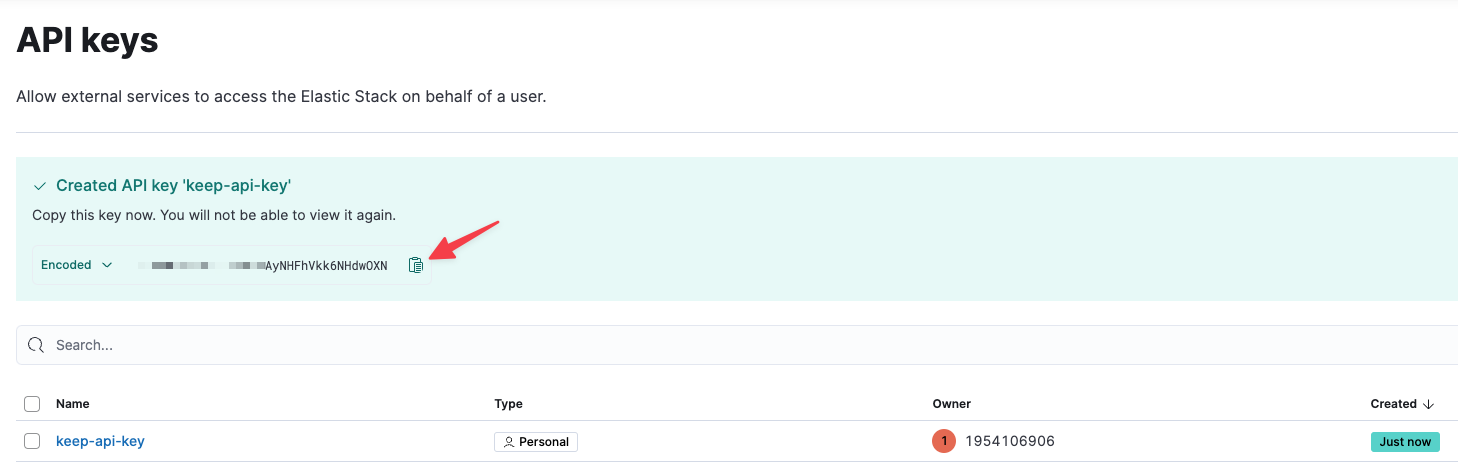 API keys
Allow external services to access the Elastic Stack on behalf of a user.
Created API key 'keep-api-key'
Copy this key now. You will not be able to view it again.
Encoded AyNHFhVkk6NHdwOXN
Search...
Name Type Owner Created
keep-api-key Personal 1 1954106906 Just now